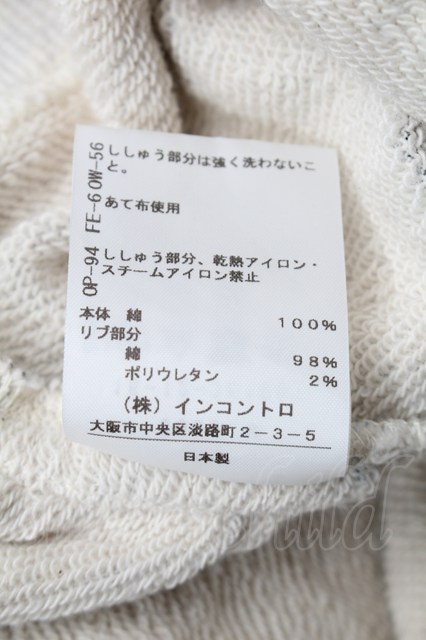 ししゅう部分は強く洗わないこ
と。
あて布使用
ししゅう部分、乾熱アイロン・
スチームアイロン禁止
OP-94 FE-60W-56
本体 綿 100%
リブ部分
綿 98%
ポリウレタン 2%
(株)インコントロ
大阪市中央区淡路町2-3-5
日本製